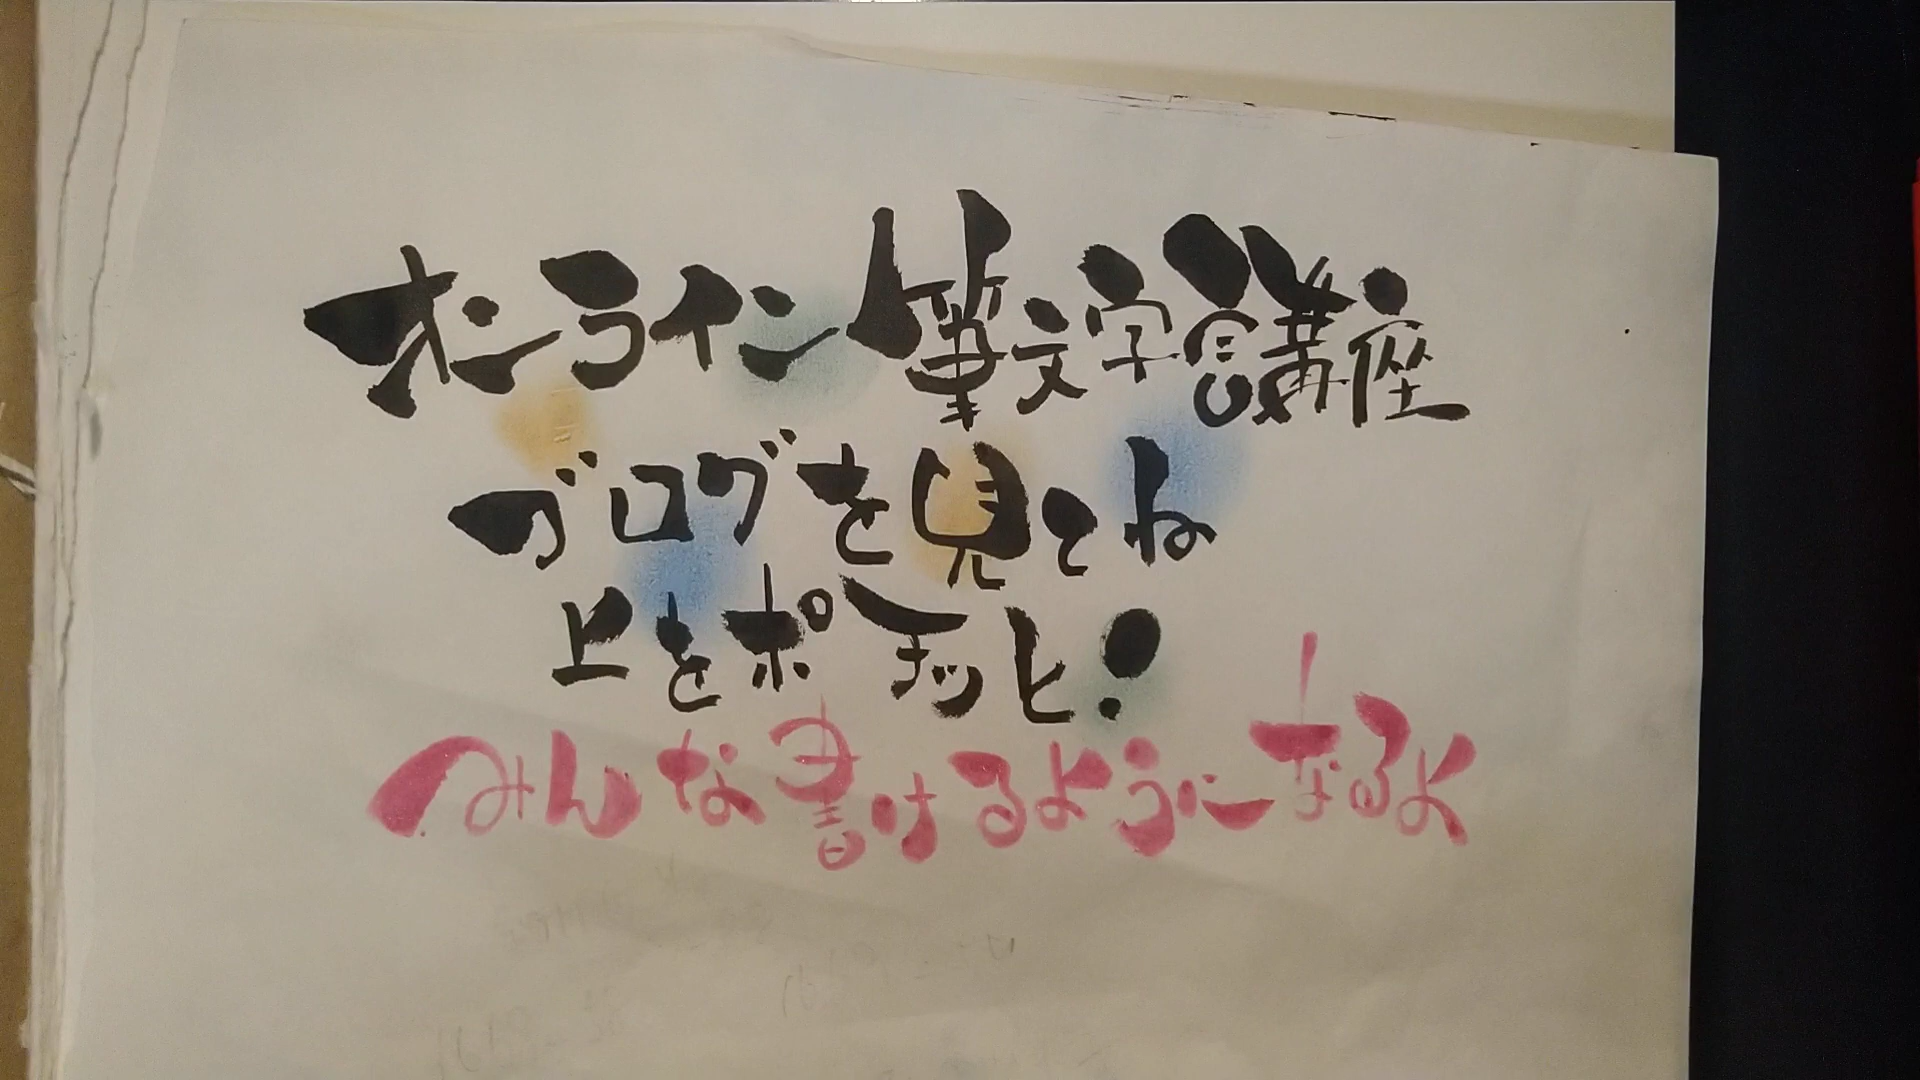 オンライン筆文字講座
ブログを見てね
上をポチッと!
みんな書けるようになるよ